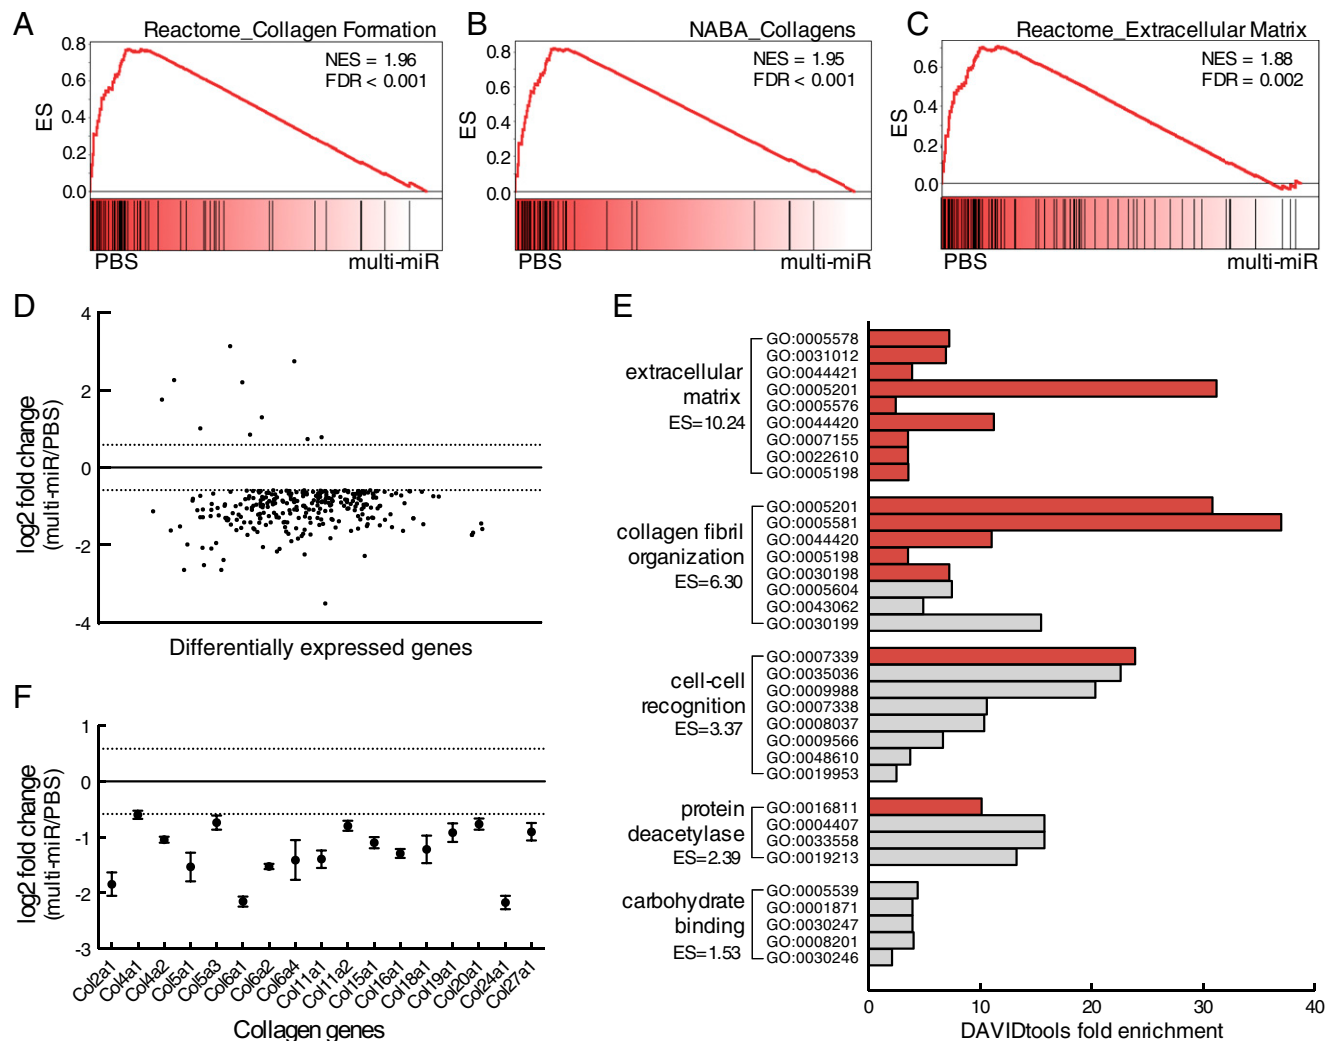 A
Reactome_Collagen Formation
NES = 1.96
FDR < 0.001
ES
0.8
0.6
0.4
0.2
0.0
PBS
multi-miR
B
NABA_Collagens
NES = 1.95
FDR < 0.001
ES
0.8
0.6
0.4
0.2
0.0
PBS
multi-miR
C
Reactome_Extracellular Matrix
NES = 1.88
FDR = 0.002
ES
0.6
0.4
0.2
0.0
PBS
multi-miR
D
log2 fold change
(multi-miR/PBS)
4
2
0
-2
-4
Differentially expressed genes
E
extracellular
matrix
ES=10.24
GO:0005578
GO:0031012
GO:0044421
GO:0005201
GO:0005576
GO:0044420
GO:0007155
GO:0022610
GO:0005198
collagen fibril
organization
ES=6.30
GO:0005201
GO:0005581
GO:0044420
GO:0005198
GO:0030198
GO:0005604
GO:0043062
GO:0030199
cell-cell
recognition
ES=3.37
GO:0007339
GO:0035036
GO:0009988
GO:0007338
GO:0008037
GO:0009566
GO:0048610
GO:0019953
protein
deacetylase
ES=2.39
GO:0016811
GO:0004407
GO:0033558
GO:0019213
carbohydrate
binding
ES=1.53
GO:0005539
GO:0001871
GO:0030247
GO:0008201
GO:0030246
0
10
20
30
40
DAVIDtools fold enrichment
F
log2 fold change
(multi-miR/PBS)
1
0
-1
-2
-3
Col2a1
Col4a1
Col4a2
Col5a1
Col5a3
Col6a1
Col6a2
Col6a4
Col11a1
Col11a2
Col15a1
Col16a1
Col18a1
Col19a1
Col20a1
Col24a1
Col27a1
Collagen genes